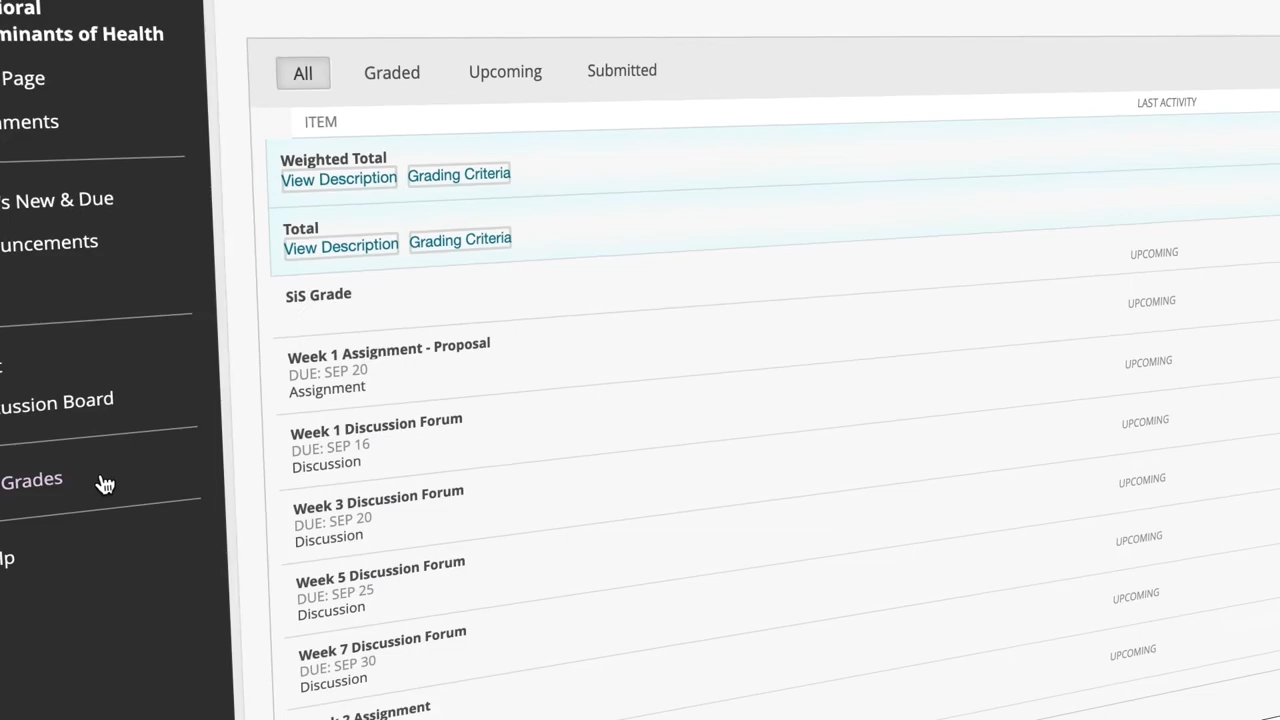 ioral
minants of Health
Page
nments
s New & Due
uncements
ussion Board
Grades
lp
All
Graded
Upcoming
Submitted
ITEM
LAST ACTIVITY
Weighted Total
View Description
Grading Criteria
Total
View Description
Grading Criteria
SiS Grade
UPCOMING
Week 1 Assignment - Proposal
UPCOMING
DUE: SEP 20
Assignment
Week 1 Discussion Forum
UPCOMING
DUE: SEP 16
Discussion
Week 3 Discussion Forum
UPCOMING
DUE: SEP 20
Discussion
Week 5 Discussion Forum
UPCOMING
DUE: SEP 25
Discussion
Week 7 Discussion Forum
UPCOMING
DUE: SEP 30
Discussion
UPCOMING
2 Assignment
UPCOMING